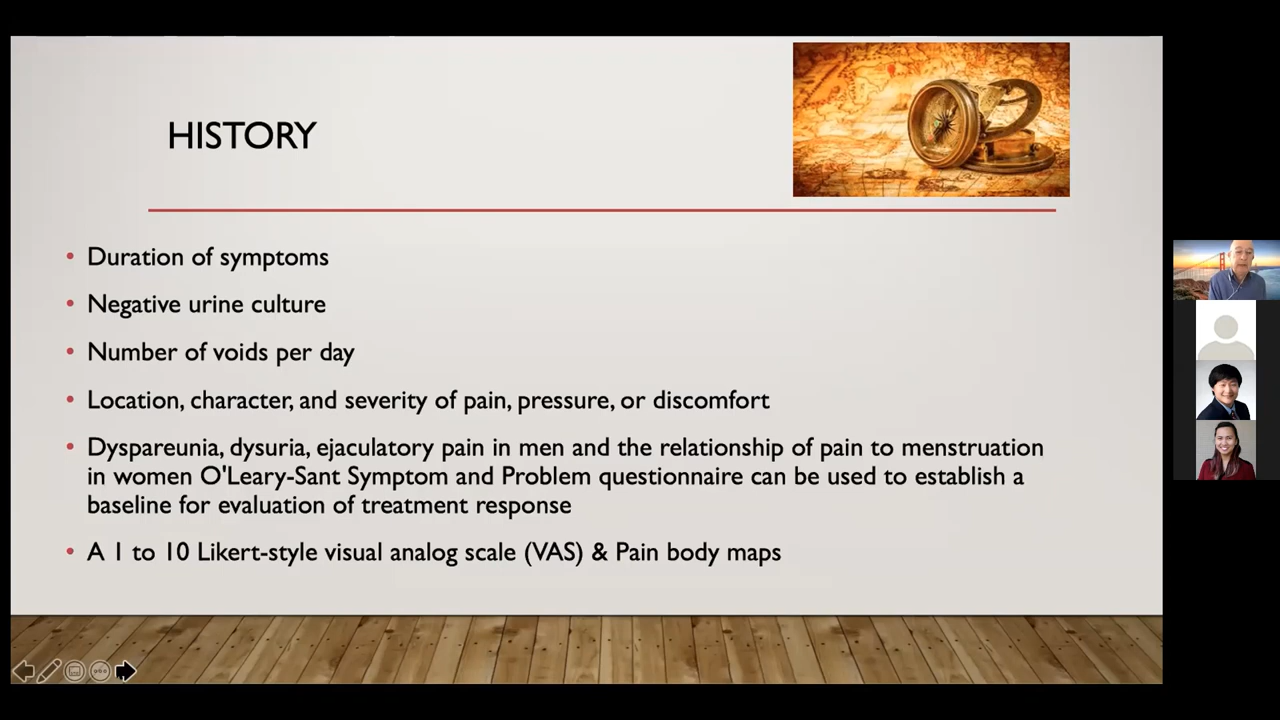 HISTORY
Duration of symptoms
Negative urine culture
Number of voids per day
Location, character, and severity of pain, pressure, or discomfort
Dyspareunia, dysuria, ejaculatory pain in men and the relationship of pain to menstruation
in women O'Leary-Sant Symptom and Problem questionnaire can be used to establish a
baseline for evaluation of treatment response
A 1 to 10 Likert-style visual analog scale (VAS) & Pain body maps